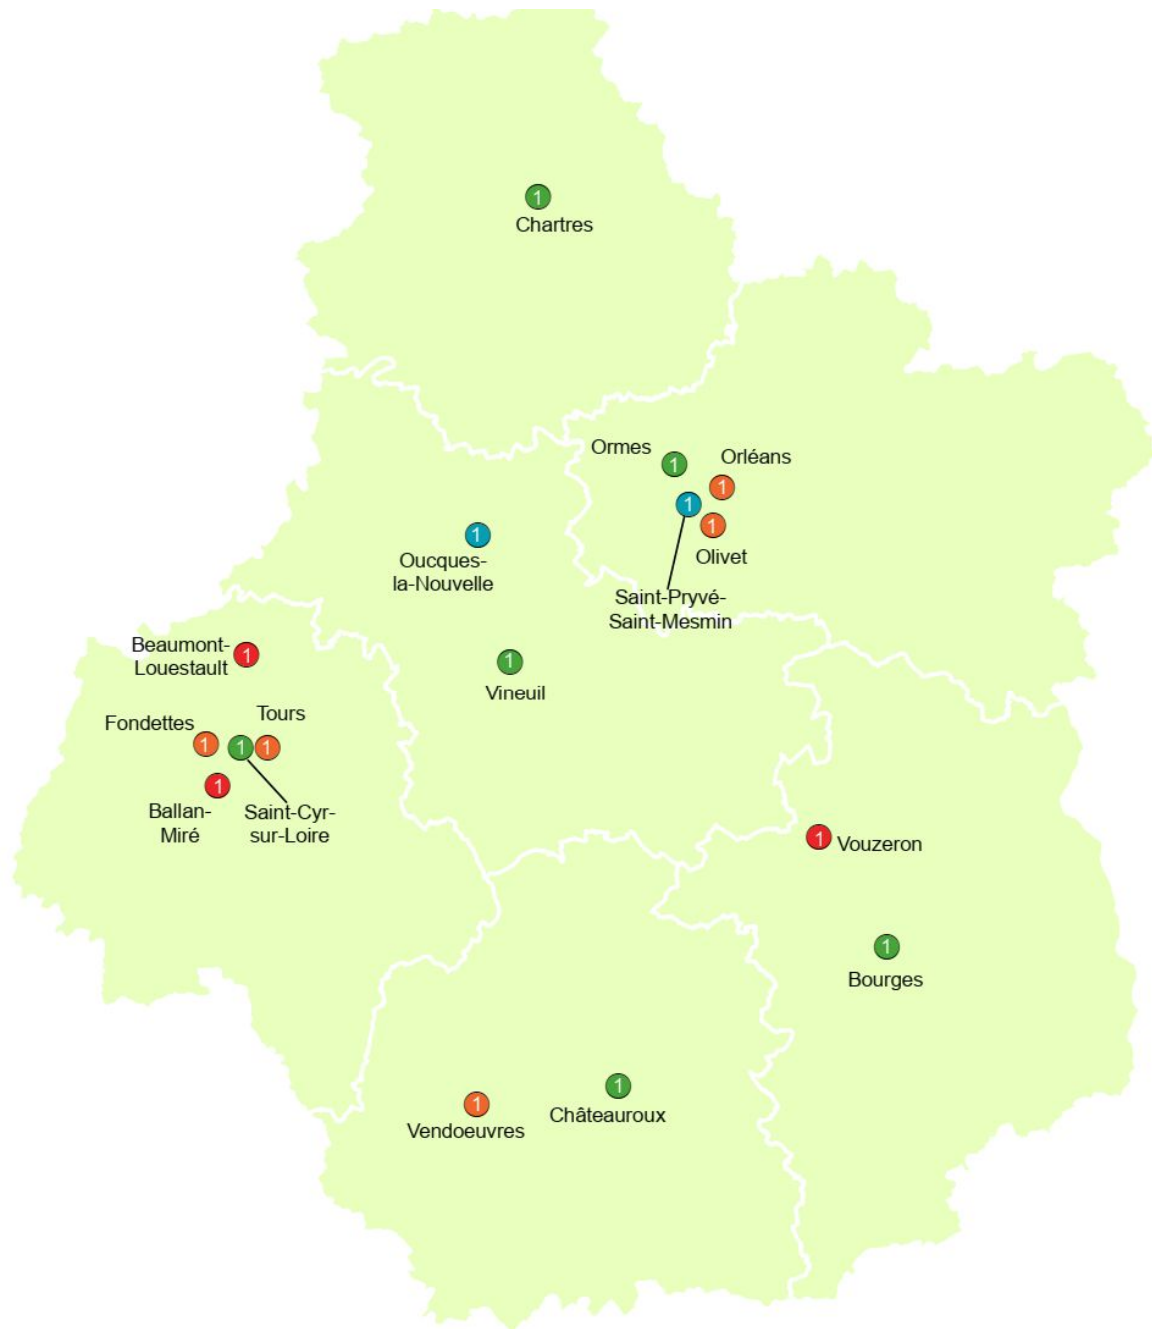 1
Chartres
Ormes
1
Orléans
1
1
1
Olivet
Saint-Pryvé-
Saint-Mesmin
1
Oucques-
la-Nouvelle
1
Vineuil
Beaumont-
Louestault
1
Fondettes
1
Tours
1
1
1
Ballan-
Miré
Saint-Cyr-
sur-Loire
1
Vouzeron
1
Bourges
1
Châteauroux
1
Vendoeuvres